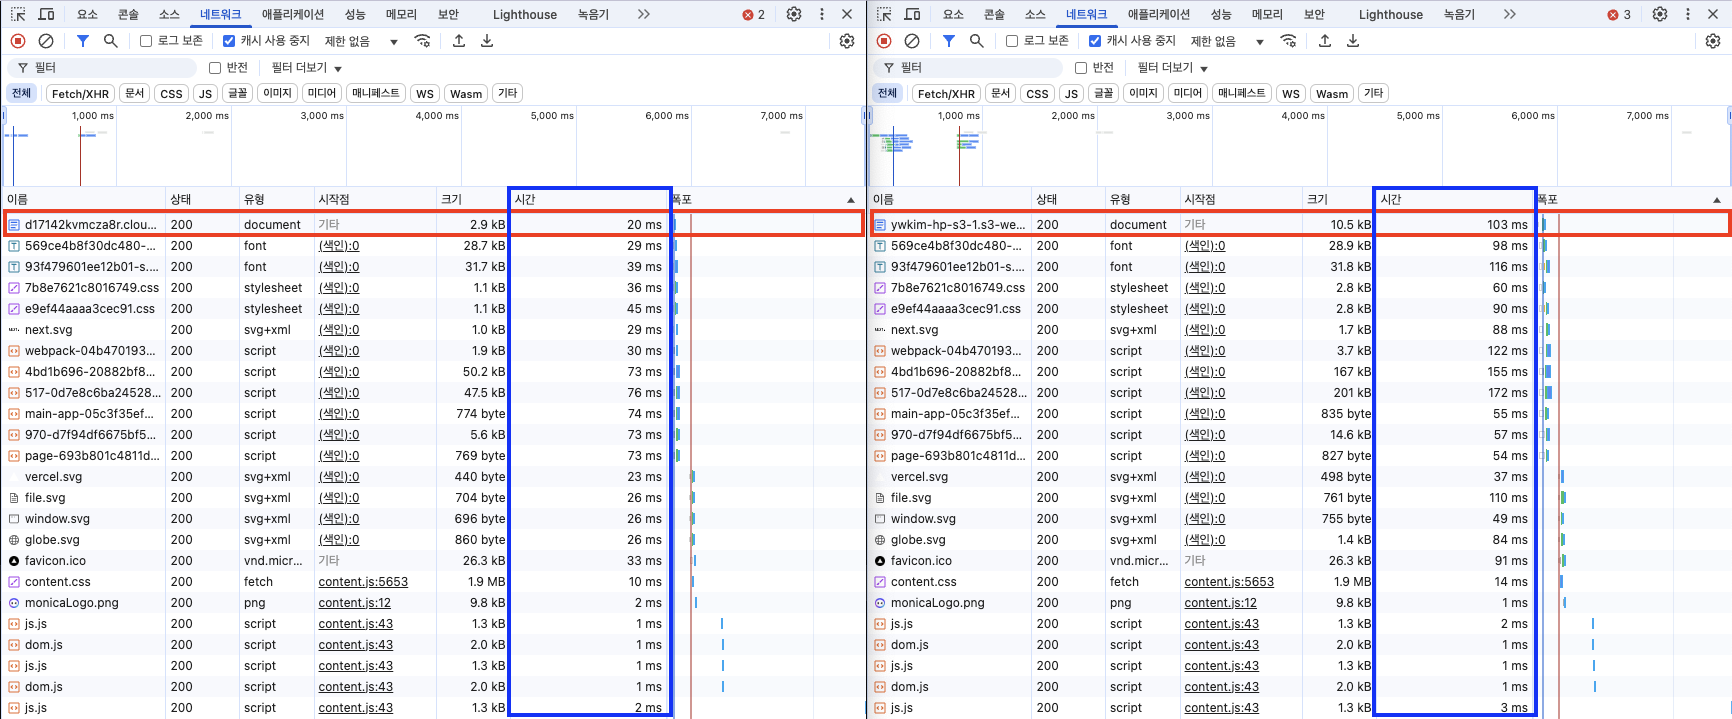 요소 콘솔 소스 네트워크 애플리케이션 성능 메모리 보안 Lighthouse 녹음기 2
로그 보존 캐시 사용 중지 제한 없음
필터 반전 필터 더보기
전체 Fetch/XHR 문서 CSS JS 글꼴 이미지 미디어 매니페스트 WS Wasm 기타
1,000 ms 2,000 ms 3,000 ms 4,000 ms 5,000 ms 6,000 ms 7,000 ms
이름 상태 유형 시작점 크기 시간 폭포
d17142kvmcza8r.clou... 200 document 기타 2.9 kB 20 ms
569ce4b8f30dc480-... 200 font (색인):0 28.7 kB 29 ms
93f479601ee12b01-s.... 200 font (색인):0 31.7 kB 39 ms
7b8e7621c8016749.css 200 stylesheet (색인):0 1.1 kB 36 ms
e9ef44aaaa3cec91.css 200 stylesheet (색인):0 1.1 kB 45 ms
next.svg 200 svg+xml (색인):0 1.0 kB 29 ms
webpack-04b470193... 200 script (색인):0 1.9 kB 30 ms
4bd1b696-20882bf8... 200 script (색인):0 50.2 kB 73 ms
517-0d7e8c6ba24528... 200 script (색인):0 47.5 kB 76 ms
main-app-05c3f35ef... 200 script (색인):0 774 byte 74 ms
970-d7f94df6675bf5... 200 script (색인):0 5.6 kB 73 ms
page-693b801c4811d... 200 script (색인):0 769 byte 73 ms
vercel.svg 200 svg+xml (색인):0 440 byte 23 ms
file.svg 200 svg+xml (색인):0 704 byte 26 ms
window.svg 200 svg+xml (색인):0 696 byte 26 ms
globe.svg 200 svg+xml (색인):0 860 byte 26 ms
favicon.ico 200 vnd.micr... 기타 26.3 kB 33 ms
content.css 200 fetch content.js:5653 1.9 MB 10 ms
monicaLogo.png 200 png content.js:12 9.8 kB 2 ms
js.js 200 script content.js:43 1.3 kB 1 ms
dom.js 200 script content.js:43 2.0 kB 1 ms
js.js 200 script content.js:43 1.3 kB 1 ms
dom.js 200 script content.js:43 2.0 kB 1 ms
js.js 200 script content.js:43 1.3 kB 2 ms
요소 콘솔 소스 네트워크 애플리케이션 성능 메모리 보안 Lighthouse 녹음기 3
로그 보존 캐시 사용 중지 제한 없음
필터 반전 필터 더보기
전체 Fetch/XHR 문서 CSS JS 글꼴 이미지 미디어 매니페스트 WS Wasm 기타
1,000 ms 2,000 ms 3,000 ms 4,000 ms 5,000 ms 6,000 ms 7,000 ms
이름 상태 유형 시작점 크기 시간 폭포
ywkim-hp-s3-1.s3-we... 200 document 기타 10.5 kB 103 ms
569ce4b8f30dc480-... 200 font (색인):0 28.9 kB 98 ms
93f479601ee12b01-s.... 200 font (색인):0 31.8 kB 116 ms
7b8e7621c8016749.css 200 stylesheet (색인):0 2.8 kB 60 ms
e9ef44aaaa3cec91.css 200 stylesheet (색인):0 2.8 kB 90 ms
next.svg 200 svg+xml (색인):0 1.7 kB 88 ms
webpack-04b470193... 200 script (색인):0 3.7 kB 122 ms
4bd1b696-20882bf8... 200 script (색인):0 167 kB 155 ms
517-0d7e8c6ba24528... 200 script (색인):0 201 kB 172 ms
main-app-05c3f35ef... 200 script (색인):0 835 byte 55 ms
970-d7f94df6675bf5... 200 script (색인):0 14.6 kB 57 ms
page-693b801c4811d... 200 script (색인):0 827 byte 54 ms
vercel.svg 200 svg+xml (색인):0 498 byte 37 ms
file.svg 200 svg+xml (색인):0 761 byte 110 ms
window.svg 200 svg+xml (색인):0 755 byte 49 ms
globe.svg 200 svg+xml (색인):0 1.4 kB 84 ms
favicon.ico 200 vnd.micr... 기타 26.3 kB 91 ms
content.css 200 fetch content.js:5653 1.9 MB 14 ms
monicaLogo.png 200 png content.js:12 9.8 kB 1 ms
js.js 200 script content.js:43 1.3 kB 2 ms
dom.js 200 script content.js:43 2.0 kB 1 ms
js.js 200 script content.js:43 1.3 kB 1 ms
dom.js 200 script content.js:43 2.0 kB 1 ms
js.js 200 script content.js:43 1.3 kB 3 ms